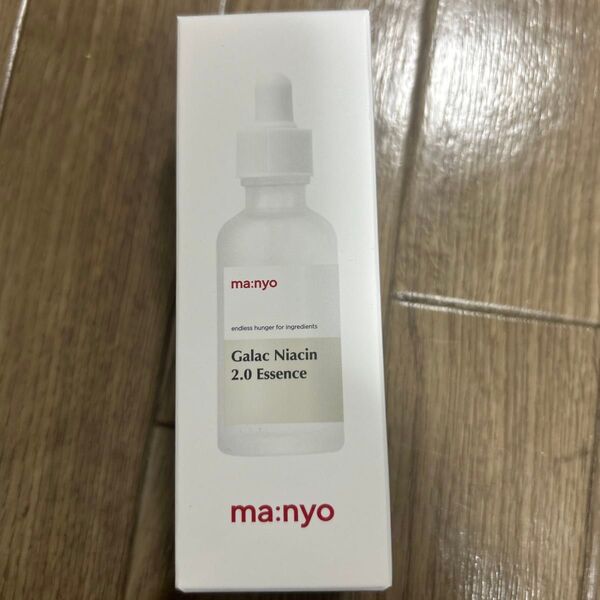 ma:nyo
endless hunger for ingredients
Galac Niacin
2.0 Essence
ma:nyo